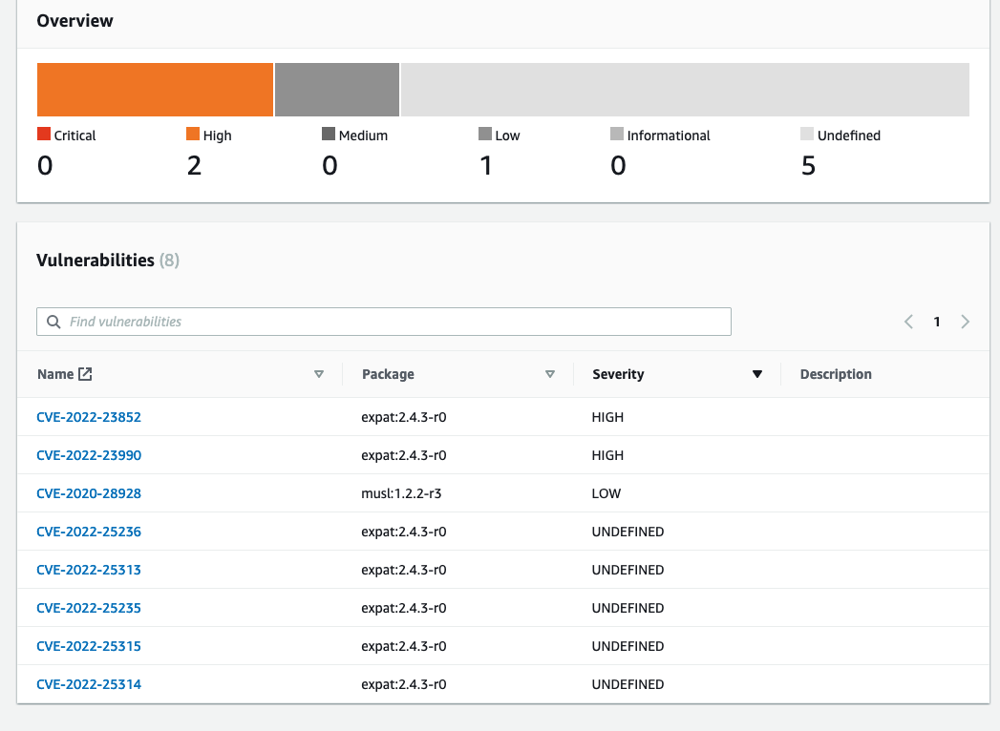 Overview
Critical High Medium Low Informational Undefined
0 2 0 1 0 5
Vulnerabilities (8)
Find vulnerabilities
1
Name Package Severity Description
CVE-2022-23852 expat:2.4.3-r0 HIGH
CVE-2022-23990 expat:2.4.3-r0 HIGH
CVE-2020-28928 musl:1.2.2-r3 LOW
CVE-2022-25236 expat:2.4.3-r0 UNDEFINED
CVE-2022-25313 expat:2.4.3-r0 UNDEFINED
CVE-2022-25235 expat:2.4.3-r0 UNDEFINED
CVE-2022-25315 expat:2.4.3-r0 UNDEFINED
CVE-2022-25314 expat:2.4.3-r0 UNDEFINED